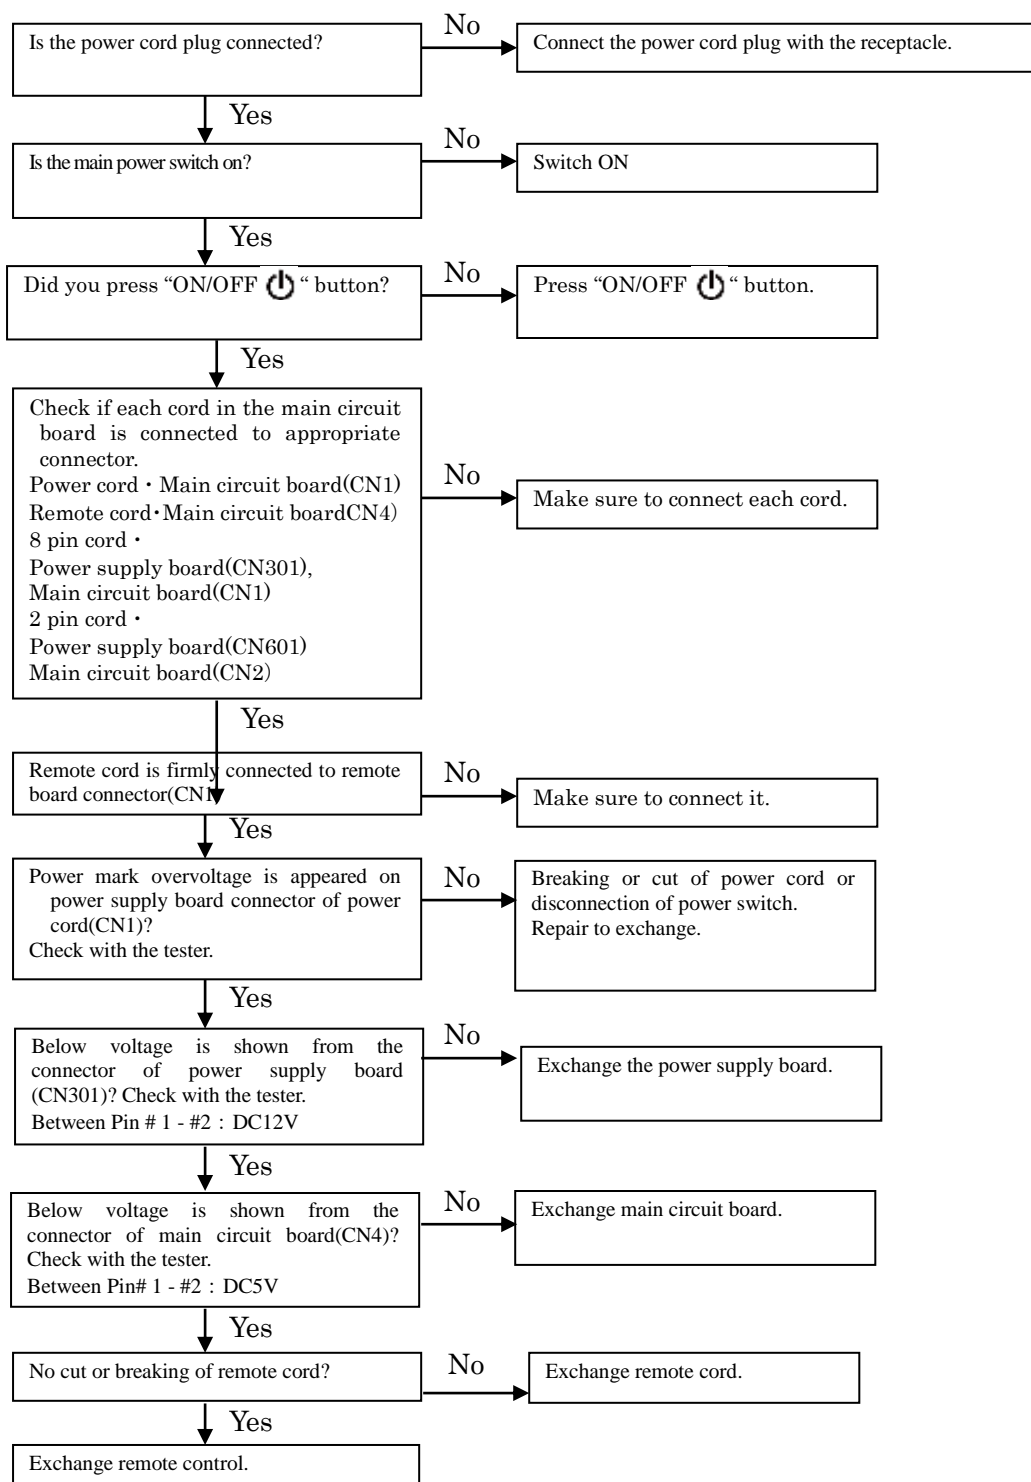 Is the power cord plug connected?
No
Connect the power cord plug with the receptacle.
Yes
Is the main power switch on?
No
Switch ON
Yes
Did you press “ON/OFF “ button?
No
Press “ON/OFF “ button.
Yes
Check if each cord in the main circuit
board is connected to appropriate
connector.
Power cord・Main circuit board(CN1)
Remote cord・Main circuit boardCN4)
8 pin cord・
Power supply board(CN301),
Main circuit board(CN1)
2 pin cord・
Power supply board(CN601)
Main circuit board(CN2)
No
Make sure to connect each cord.
Yes
Remote cord is firmly connected to remote
board connector(CN1
No
Make sure to connect it.
Yes
Power mark overvoltage is appeared on
power supply board connector of power
cord(CN1)?
Check with the tester.
No
Breaking or cut of power cord or
disconnection of power switch.
Repair to exchange.
Yes
Below voltage is shown from the
connector of power supply board
(CN301)? Check with the tester.
Between Pin # 1 - #2：DC12V
No
Exchange the power supply board.
Yes
Below voltage is shown from the
connector of main circuit board(CN4)?
Check with the tester.
Between Pin# 1 - #2：DC5V
No
Exchange main circuit board.
Yes
No cut or breaking of remote cord?
No
Exchange remote cord.
Yes
Exchange remote control.